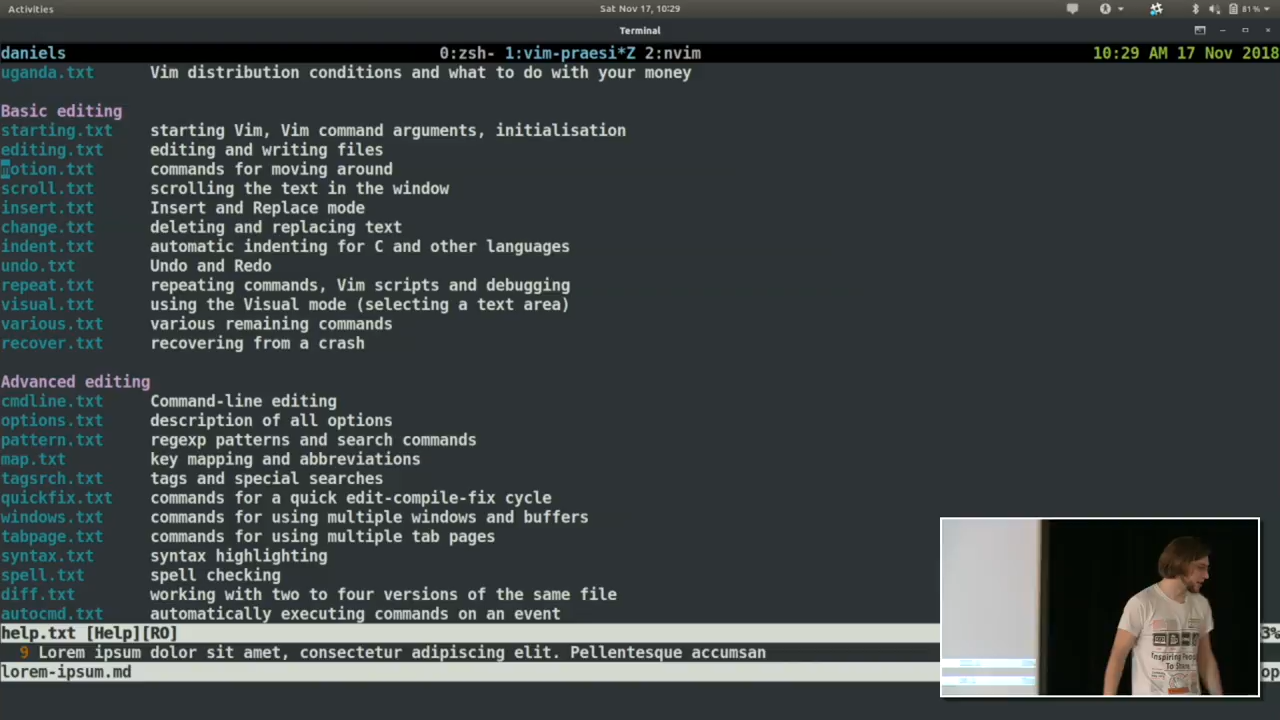 Activities
Sat Nov 17, 10:29
81 %
Terminal
daniels 0:zsh- 1:vim-praesi*Z 2:nvim 10:29 AM 17 Nov 2018
uganda.txt Vim distribution conditions and what to do with your money
Basic editing
starting.txt starting Vim, Vim command arguments, initialisation
editing.txt editing and writing files
motion.txt commands for moving around
scroll.txt scrolling the text in the window
insert.txt Insert and Replace mode
change.txt deleting and replacing text
indent.txt automatic indenting for C and other languages
undo.txt Undo and Redo
repeat.txt repeating commands, Vim scripts and debugging
visual.txt using the Visual mode (selecting a text area)
various.txt various remaining commands
recover.txt recovering from a crash
Advanced editing
cmdline.txt Command-line editing
options.txt description of all options
pattern.txt regexp patterns and search commands
map.txt key mapping and abbreviations
tagsrch.txt tags and special searches
quickfix.txt commands for a quick edit-compile-fix cycle
windows.txt commands for using multiple windows and buffers
tabpage.txt commands for using multiple tab pages
syntax.txt syntax highlighting
spell.txt spell checking
diff.txt working with two to four versions of the same file
autocmd.txt automatically executing commands on an event
help.txt [Help][RO] 3%
9 Lorem ipsum dolor sit amet, consectetur adipiscing elit. Pellentesque accumsan
lorem-ipsum.md op
Inspiring People
To Share